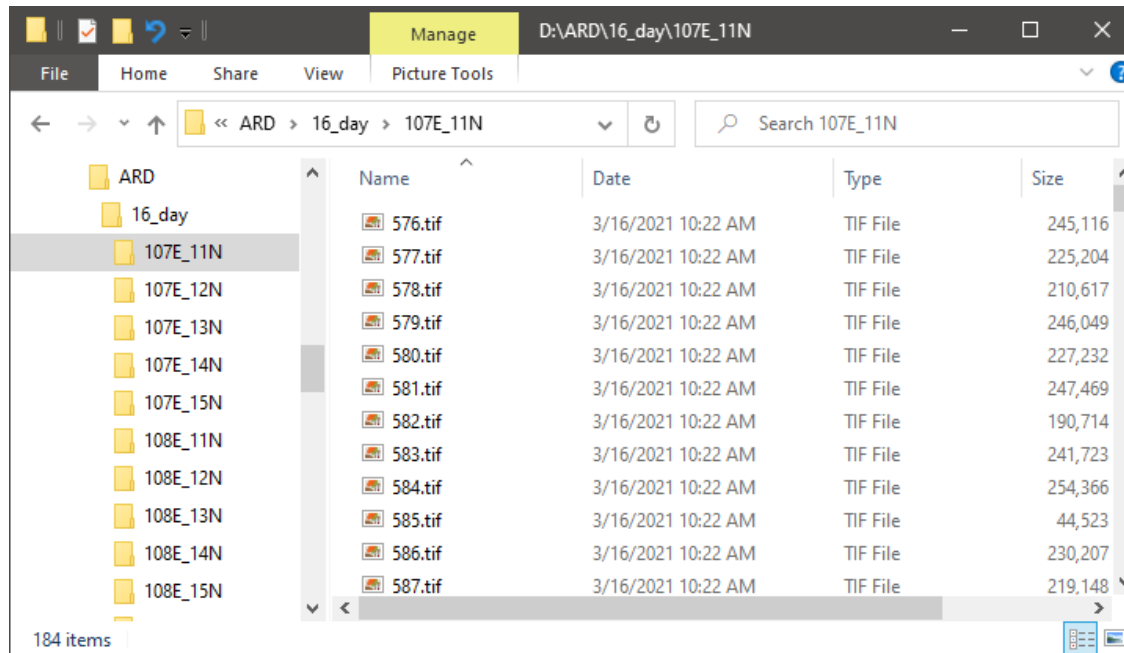 Manage D:\ARD\16_day\107E_11N
File Home Share View Picture Tools ?
« ARD > 16_day > 107E_11N Search 107E_11N
ARD
16_day
107E_11N
107E_12N
107E_13N
107E_14N
107E_15N
108E_11N
108E_12N
108E_13N
108E_14N
108E_15N
Name Date Type Size
576.tif 3/16/2021 10:22 AM TIF File 245,116
577.tif 3/16/2021 10:22 AM TIF File 225,204
578.tif 3/16/2021 10:22 AM TIF File 210,617
579.tif 3/16/2021 10:22 AM TIF File 246,049
580.tif 3/16/2021 10:22 AM TIF File 227,232
581.tif 3/16/2021 10:22 AM TIF File 247,469
582.tif 3/16/2021 10:22 AM TIF File 190,714
583.tif 3/16/2021 10:22 AM TIF File 241,723
584.tif 3/16/2021 10:22 AM TIF File 254,366
585.tif 3/16/2021 10:22 AM TIF File 44,523
586.tif 3/16/2021 10:22 AM TIF File 230,207
587.tif 3/16/2021 10:22 AM TIF File 219,148
184 items